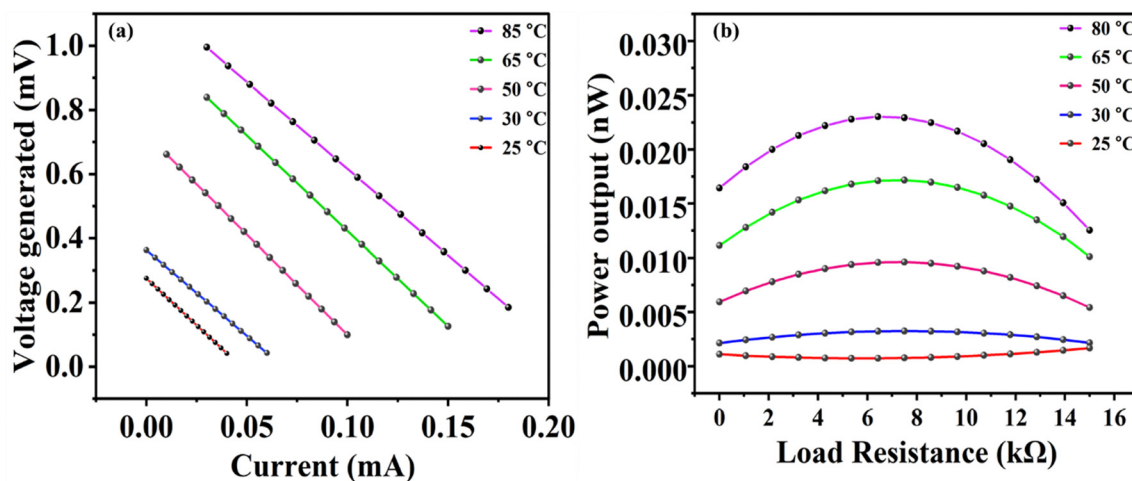 (a)
85 °C
65 °C
50 °C
30 °C
25 °C
Voltage generated (mV)
1.0
0.8
0.6
0.4
0.2
0.0
0.00 0.05 0.10 0.15 0.20
Current (mA)
(b)
80 °C
65 °C
50 °C
30 °C
25 °C
Power output (nW)
0.030
0.025
0.020
0.015
0.010
0.005
0.000
0 2 4 6 8 10 12 14 16
Load Resistance (kΩ)